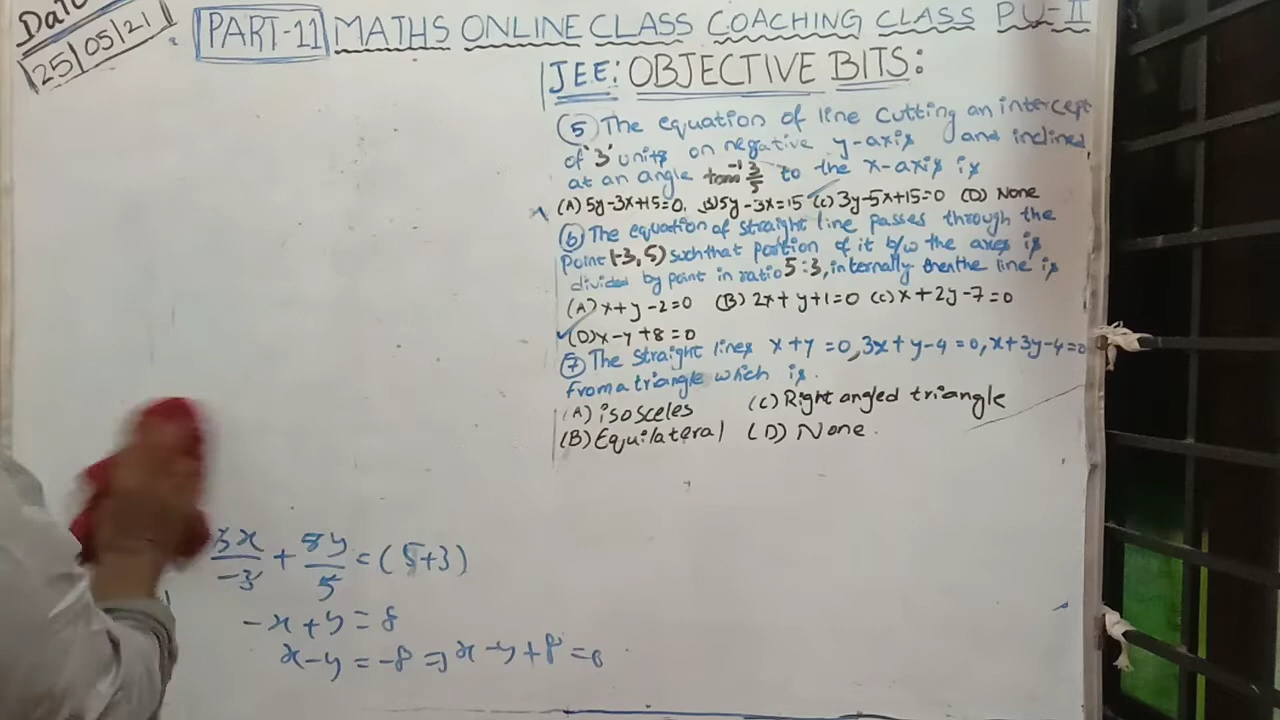 Date
25/05/21
PART-11 MATHS ONLINE CLASS COACHING CLASS P.U-II
JEE: OBJECTIVE BITS:
(5) The equation of line cutting an intercept
of '3' units on negative y-axis and inclined
at an angle tan⁻¹ 3/5 to the x-axis is
(A) 5y-3x+15=0. (B) 5y-3x=15 (C) 3y-5x+15=0 (D) None
(6) The equation of straight line passes through the
point (-3, 5) such that portion of it b/w the axes is
divided by point in ratio 5:3, internally then the line is
(A) x+y-2=0 (B) 2x+y+1=0 (C) x+2y-7=0
(D) x-y+8=0
(7) The straight lines x+y=0, 3x+y-4=0, x+3y-4=0
from a triangle which is.
(A) isosceles (C) Right angled triangle
(B) Equilateral (D) None.
3x/-3 + 5y/5 = (5+3)
-x+y=8
x-y=-8 ⇒ x-y+8=0